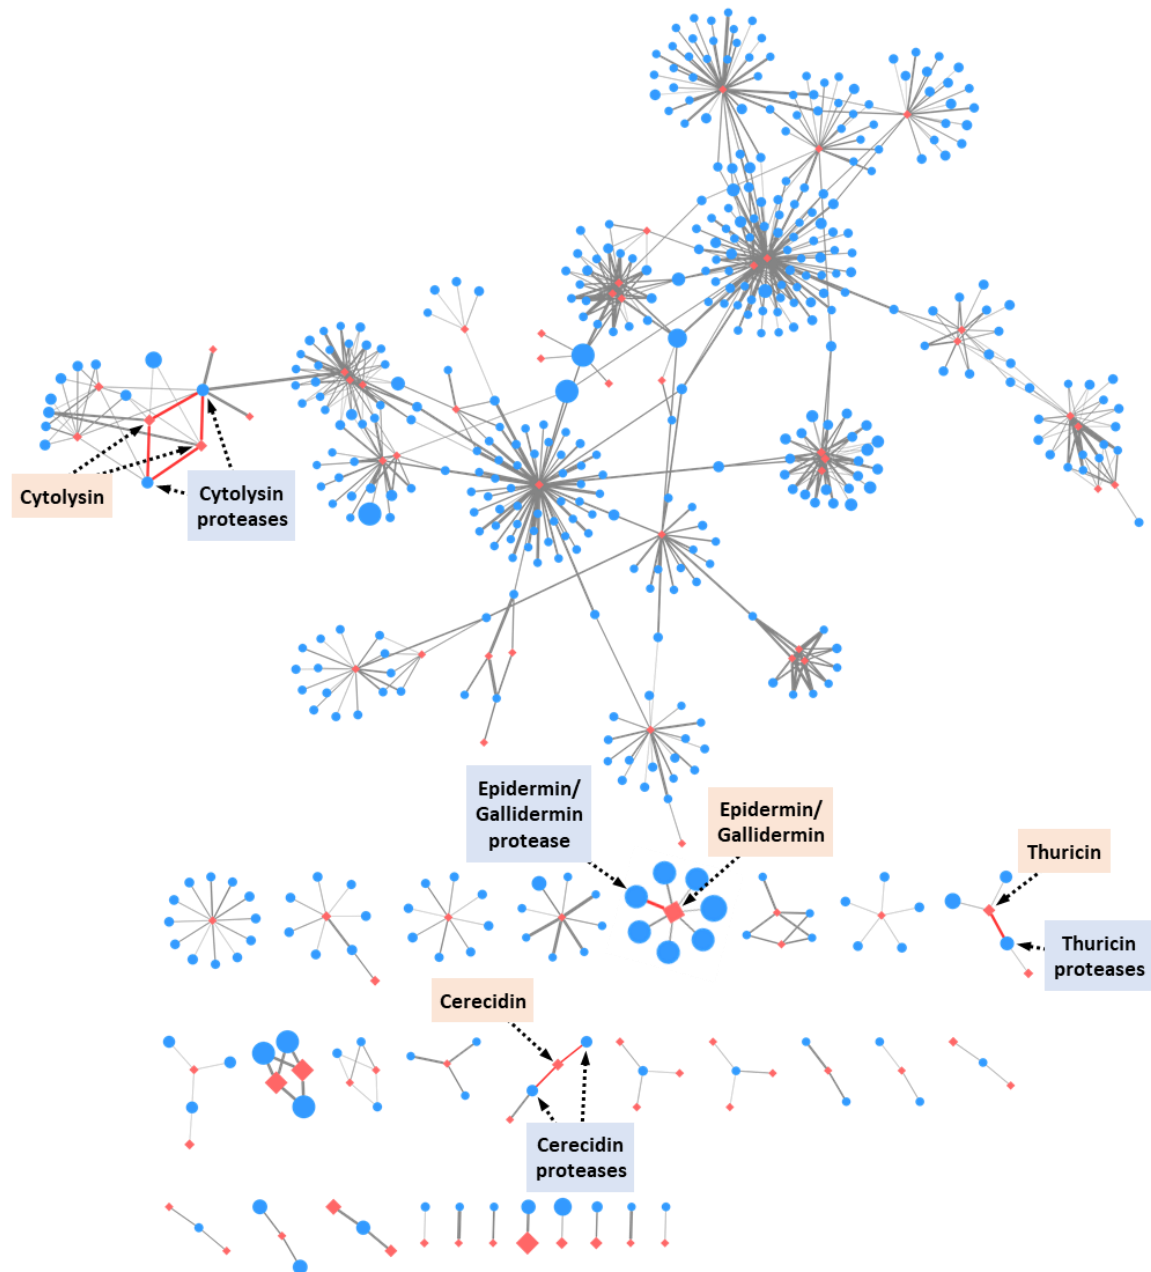 Cytolysin
Cytolysin
proteases
Epidermin/
Gallidermin
protease
Epidermin/
Gallidermin
Thuricin
Thuricin
proteases
Cerecidin
Cerecidin
proteases